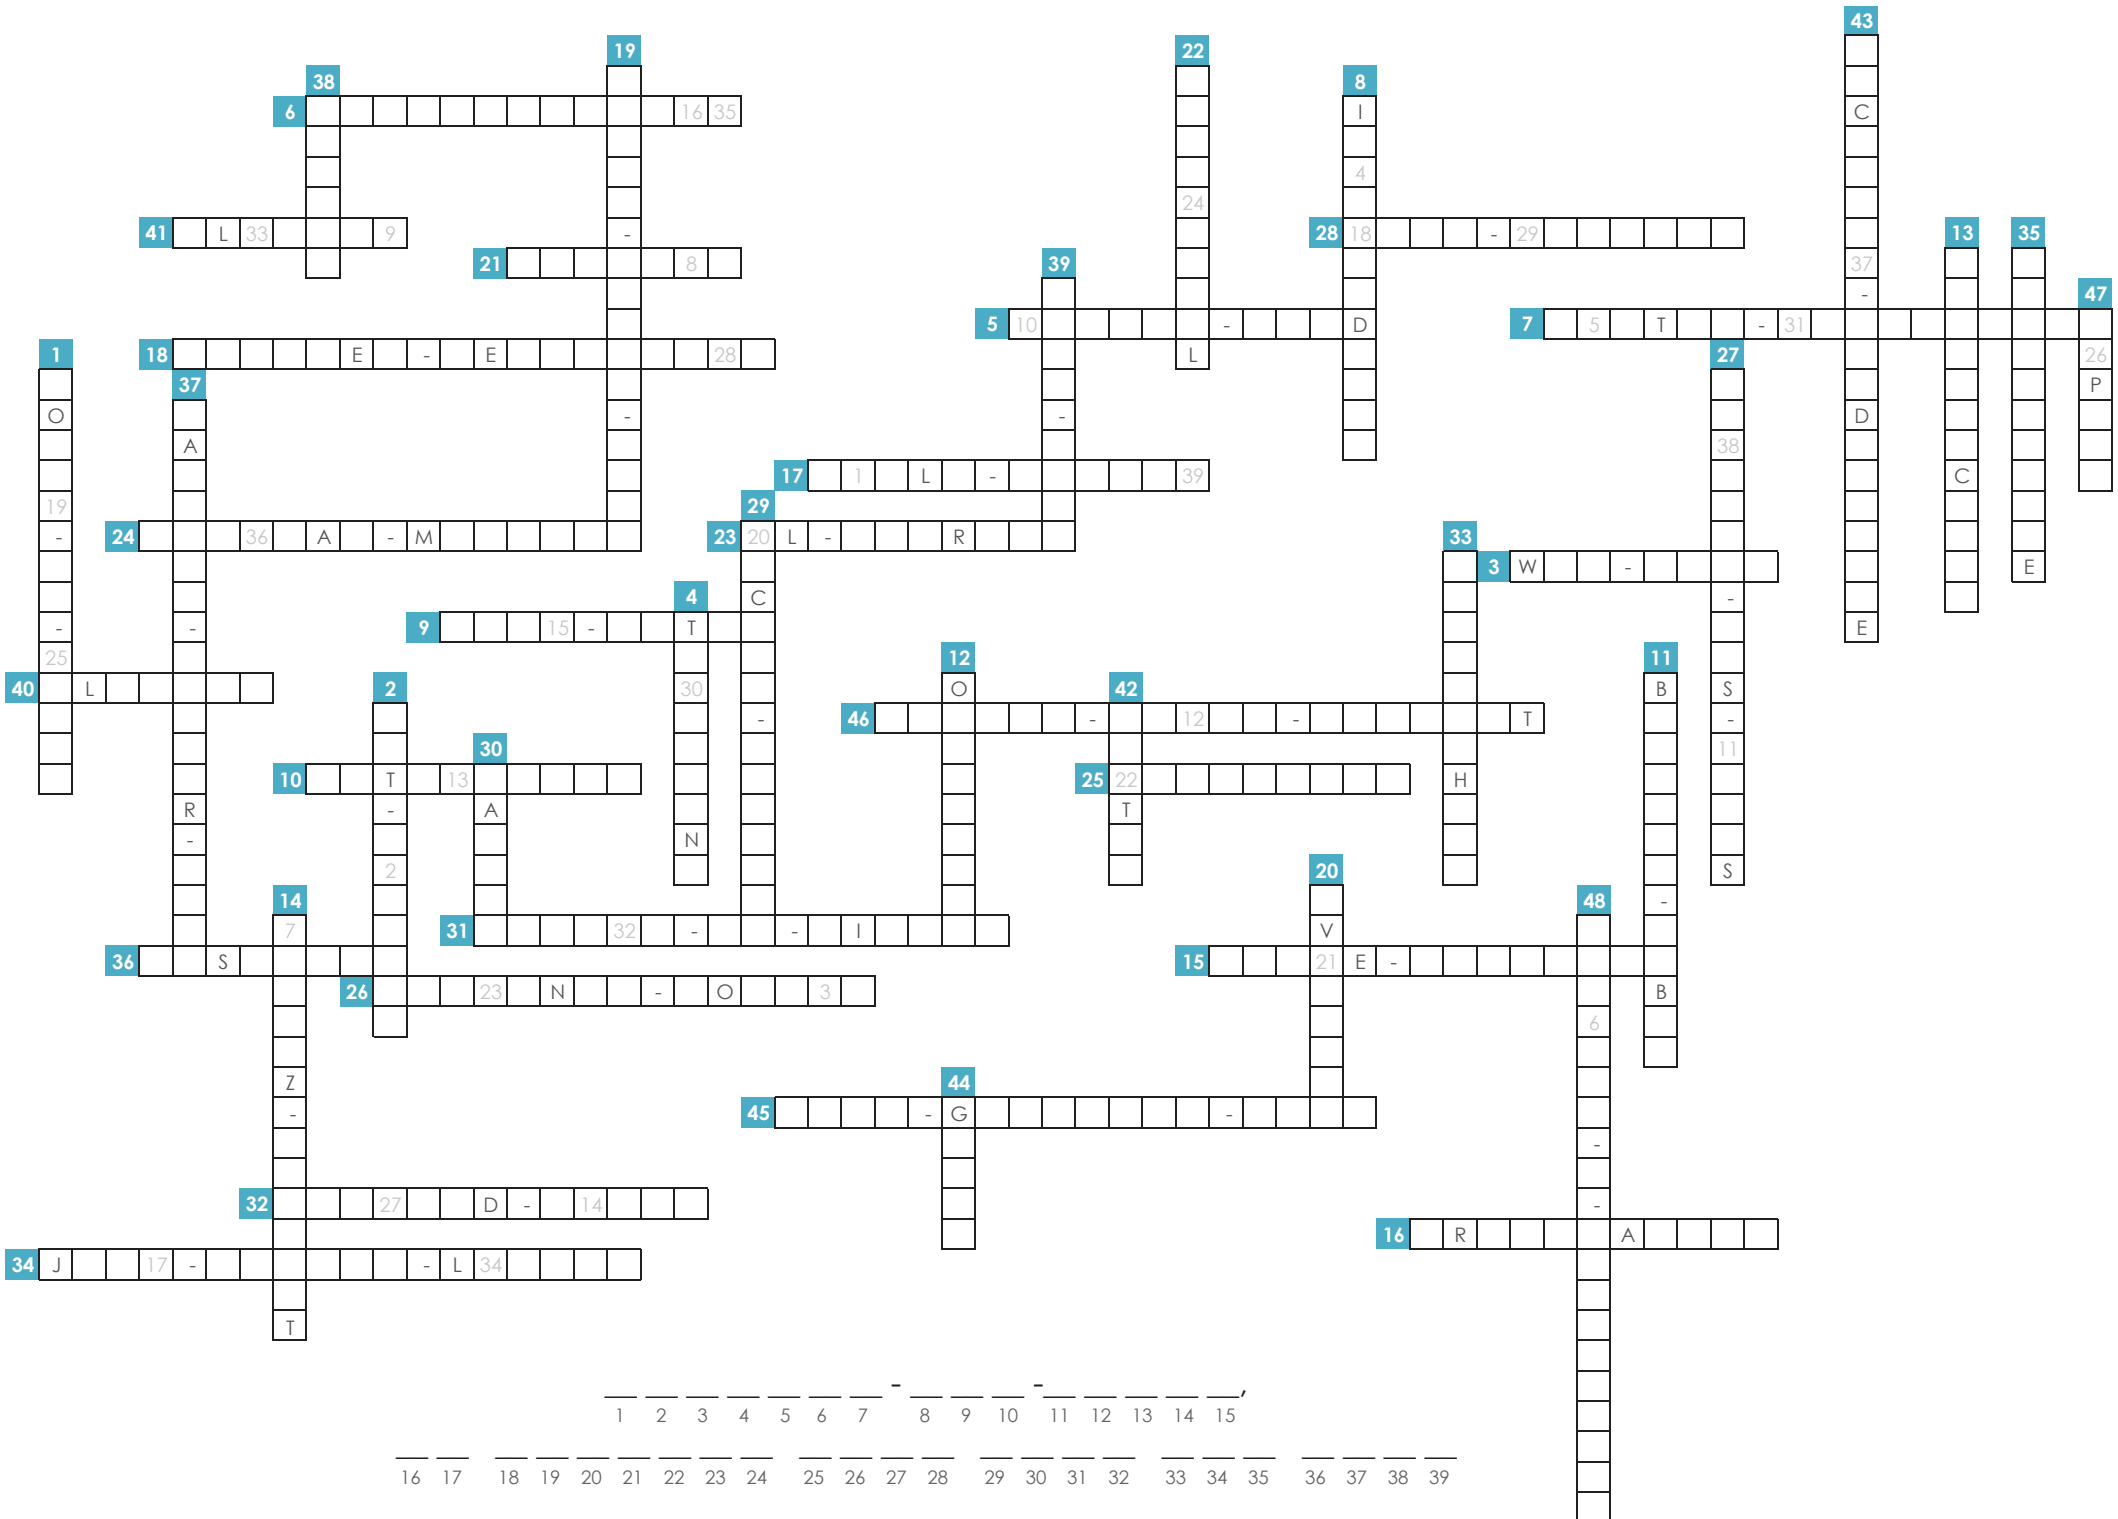 43
19 22
38 8
6 16 35 I C
4
24
41 L 33 9 - 28 18 - 29 13 35
21 8 39 37
- 47
5 10 - D 7 5 T - 31
1 18 E - E 28 L 27 26
37 P
O - - D
A 38
17 1 L - 39 C
19 29
- 24 36 A - M 23 20 L - R 33
3 W - E
4 C -
- - 9 15 - T E
25 12 11
40 L 2 30 O 42 B S
- 46 - 12 - T -
30 11
10 T 13 25 22 H
R - A T
- N
2 20 S
14 48 -
7 31 32 - - I V
36 S 15 21 E -
26 23 N - O 3 B
6
Z 44
- 45 - G -
-
32 27 D - 14 -
16 R A
34 J 17 - - L 34
T
- - ,
1 2 3 4 5 6 7 8 9 10 11 12 13 14 15
16 17 18 19 20 21 22 23 24 25 26 27 28 29 30 31 32 33 34 35 36 37 38 39